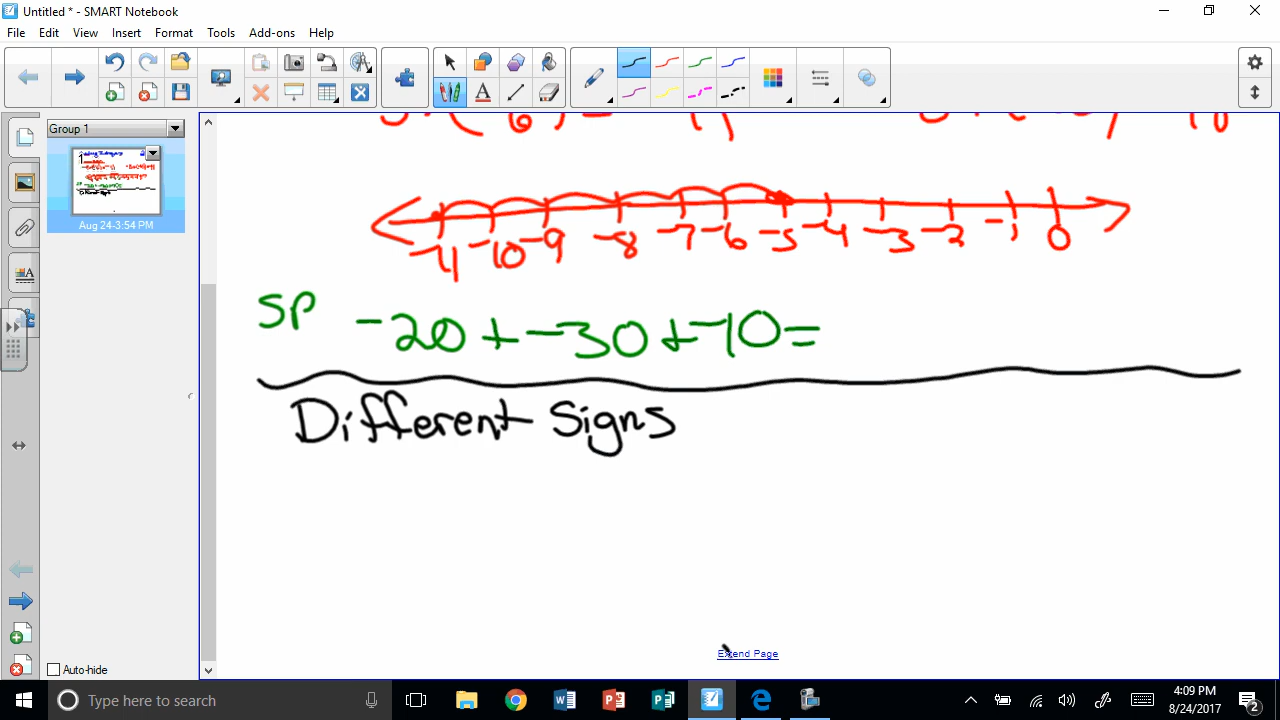 Untitled * - SMART Notebook
File Edit View Insert Format Tools Add-ons Help
Group 1
Aug 24-3:54 PM
-11 -10 -9 -8 -7 -6 -5 -4 -3 -2 -1 0
SP -20 + -30 + -10 =
Different Signs
Extend Page
Auto-hide
Type here to search
4:09 PM
8/24/2017
2